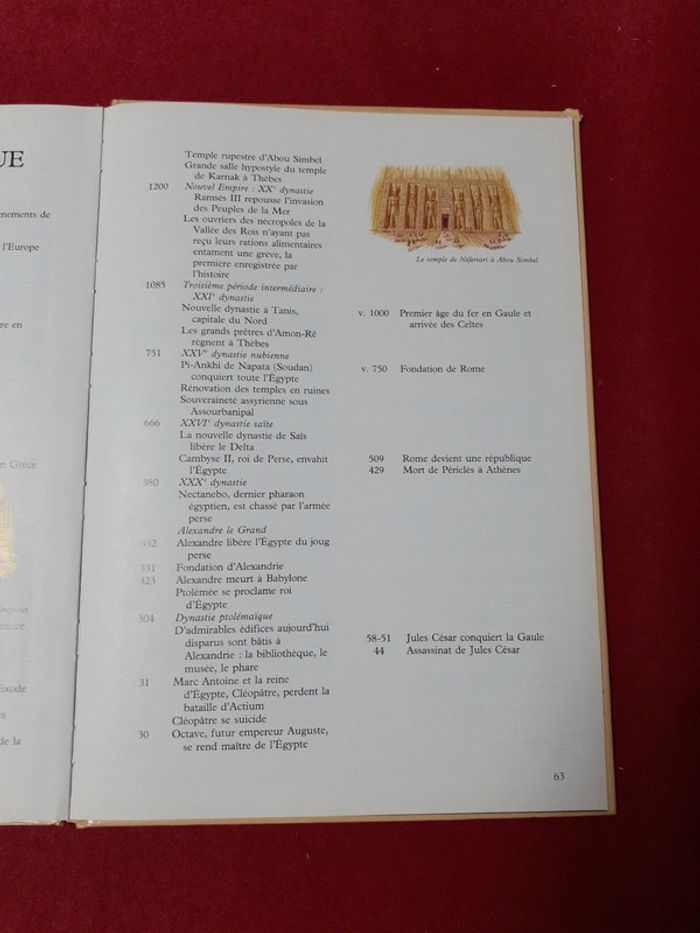 UE
nements de
l'Europe
re en
n Grèce
riture
Exode
s
de la
Temple rupestre d'Abou Simbel
Grande salle hypostyle du temple
de Karnak à Thèbes
1200 Nouvel Empire : XXe dynastie
Ramsès III repousse l'invasion
des Peuples de la Mer
Les ouvriers des nécropoles de la
Vallée des Rois n'ayant pas
reçu leurs rations alimentaires
entament une grève, la
première enregistrée par
l'histoire
1085 Troisième période intermédiaire :
XXIe dynastie
Nouvelle dynastie à Tanis,
capitale du Nord
Les grands prêtres d'Amon-Rê
règnent à Thèbes
751 XXVe dynastie nubienne
Pi-Ankhi de Napata (Soudan)
conquiert toute l'Égypte
Rénovation des temples en ruines
Souveraineté assyrienne sous
Assourbanipal
666 XXVIe dynastie saïte
La nouvelle dynastie de Saïs
libère le Delta
Cambyse II, roi de Perse, envahit
l'Égypte
380 XXXe dynastie
Nectanebo, dernier pharaon
égyptien, est chassé par l'armée
perse
Alexandre le Grand
332 Alexandre libère l'Égypte du joug
perse
331 Fondation d'Alexandrie
323 Alexandre meurt à Babylone
Ptolémée se proclame roi
d'Égypte
304 Dynastie ptolémaïque
D'admirables édifices aujourd'hui
disparus sont bâtis à
Alexandrie : la bibliothèque, le
musée, le phare
31 Marc Antoine et la reine
d'Égypte, Cléopâtre, perdent la
bataille d'Actium
Cléopâtre se suicide
30 Octave, futur empereur Auguste,
se rend maître de l'Égypte
Le temple de Néfertari à Abou Simbel.
v. 1000 Premier âge du fer en Gaule et
arrivée des Celtes
v. 750 Fondation de Rome
509 Rome devient une république
429 Mort de Périclès à Athènes
58-51 Jules César conquiert la Gaule
44 Assassinat de Jules César
63